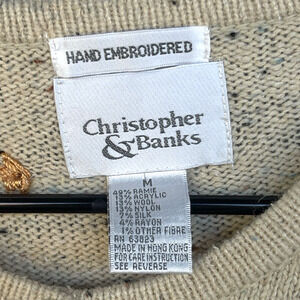 HAND EMBROIDERED
Christopher
& Banks
M
49% RAMIE
13% ACRYLIC
13% WOOL
13% NYLON
7% SILK
4% RAYON
1% OTHER FIBRE
RN 63823
MADE IN HONG KONG
FOR CARE INSTRUCTION
SEE REVERSE